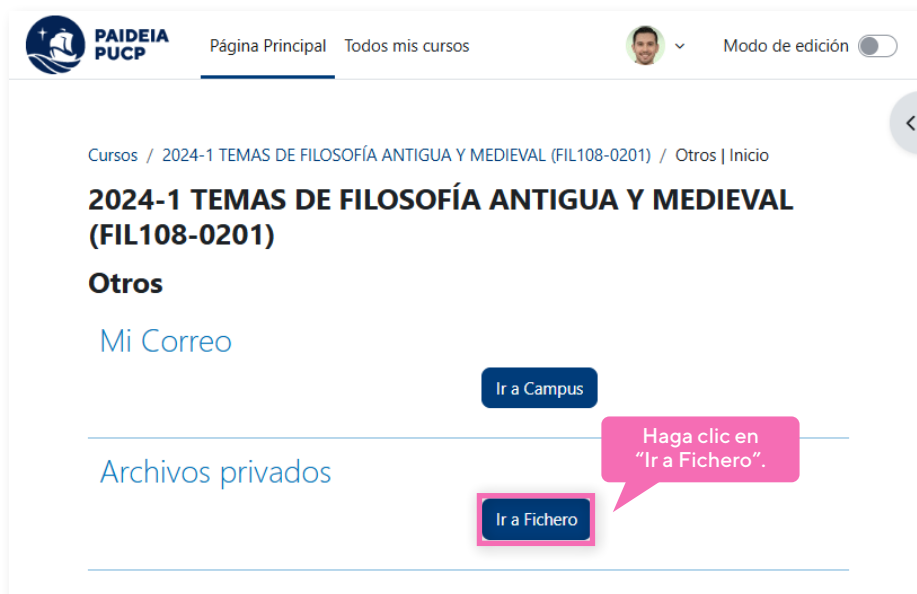 PAIDEIA
PUCP
Página Principal
Todos mis cursos
Modo de edición
Cursos / 2024-1 TEMAS DE FILOSOFÍA ANTIGUA Y MEDIEVAL (FIL108-0201) / Otros | Inicio
2024-1 TEMAS DE FILOSOFÍA ANTIGUA Y MEDIEVAL
(FIL108-0201)
Otros
Mi Correo
Ir a Campus
Haga clic en
“Ir a Fichero”.
Archivos privados
Ir a Fichero